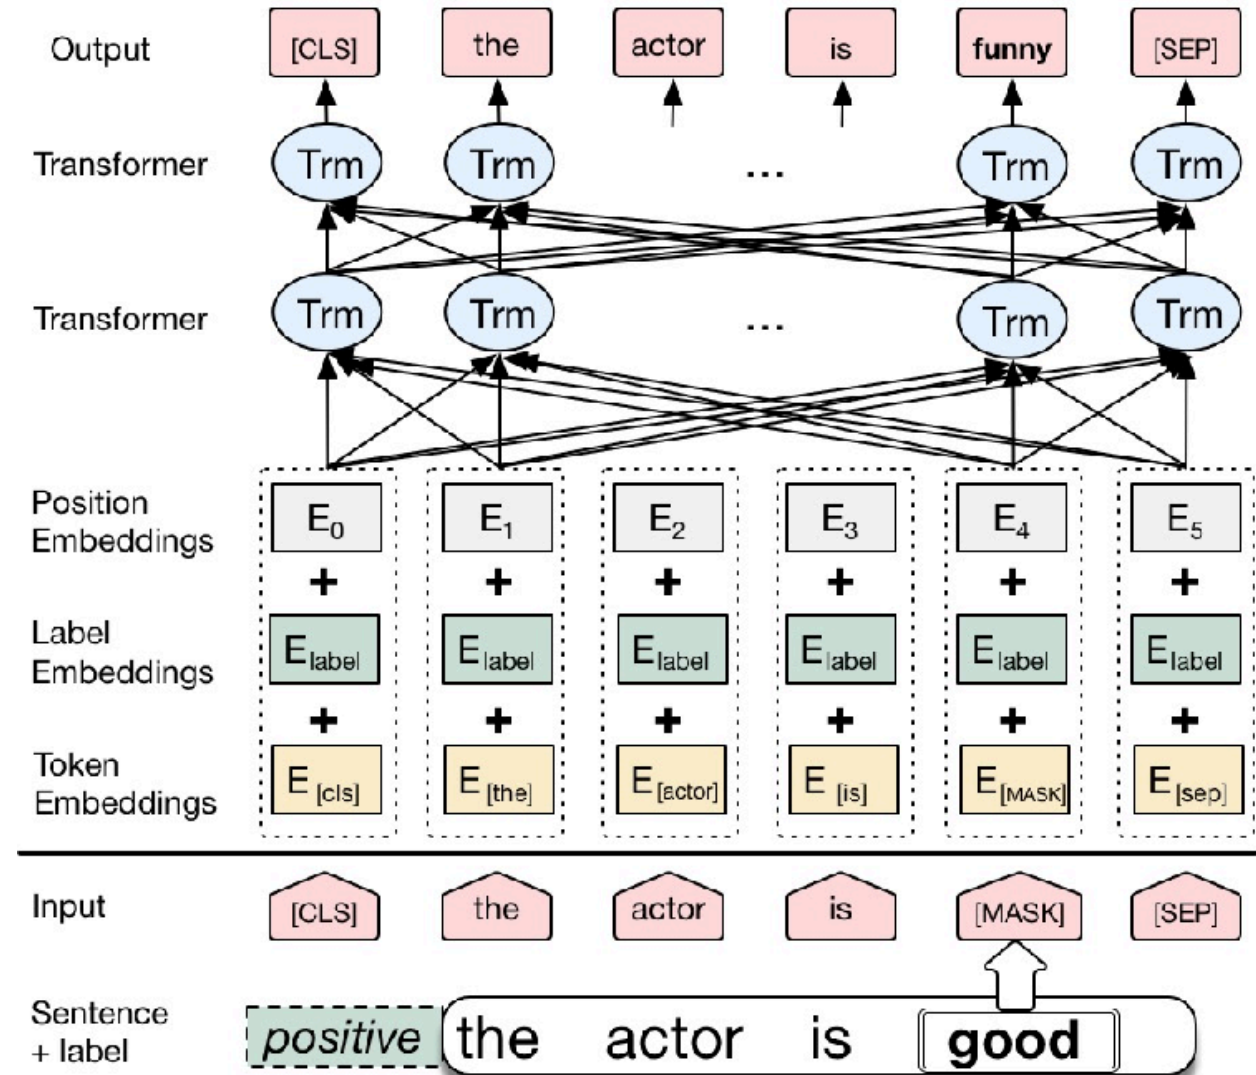 Output [CLS] the actor is funny [SEP]
Transformer Trm Trm ... Trm Trm
Transformer Trm Trm ... Trm Trm
Position
Embeddings
E0 E1 E2 E3 E4 E5
+ + + + + +
Label
Embeddings
Elabel Elabel Elabel Elabel Elabel Elabel
+ + + + + +
Token
Embeddings
E[cls] E[the] E[actor] E[is] E[MASK] E[sep]
Input [CLS] the actor is [MASK] [SEP]
Sentence
+ label
positive the actor is good